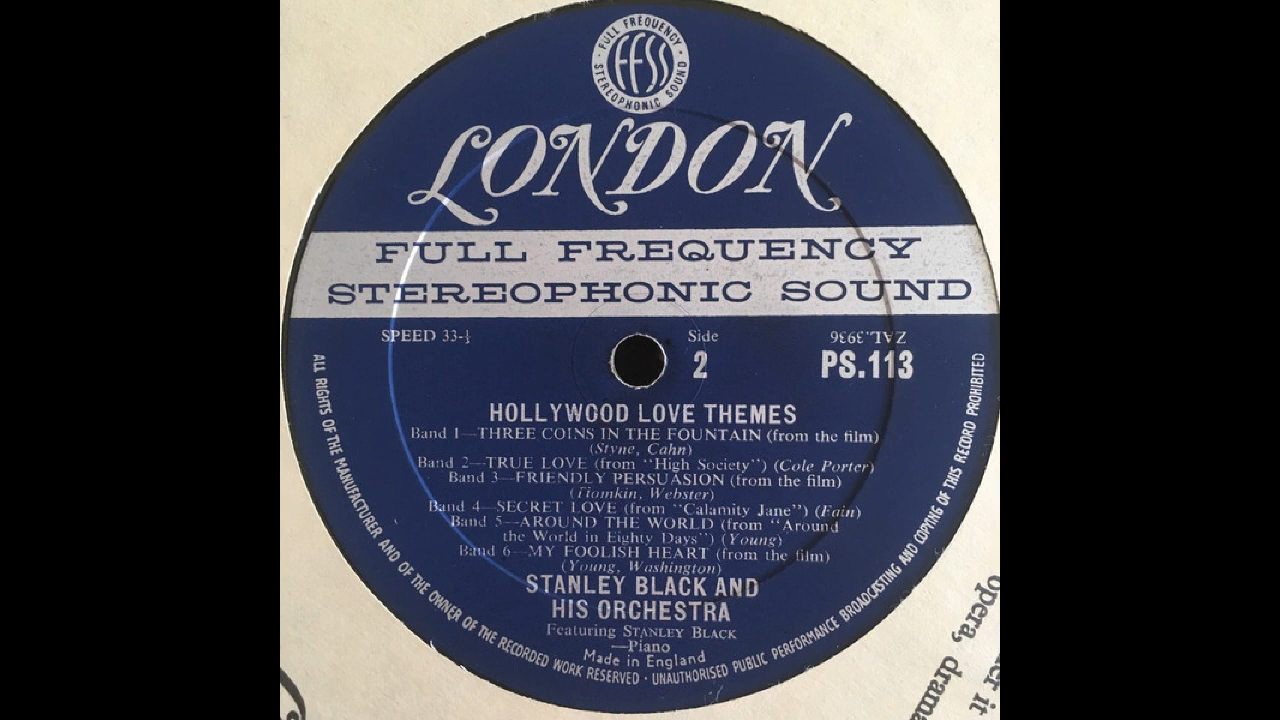 FULL FREQUENCY
FFSS
STEREOPHONIC SOUND
LONDON
FULL FREQUENCY
STEREOPHONIC SOUND
SPEED 33-⅓
Side
2
ZAL.3936
PS.113
HOLLYWOOD LOVE THEMES
Band 1—THREE COINS IN THE FOUNTAIN (from the film)
(Styne, Cahn)
Band 2—TRUE LOVE (from "High Society") (Cole Porter)
Band 3—FRIENDLY PERSUASION (from the film)
(Tiomkin, Webster)
Band 4—SECRET LOVE (from "Calamity Jane") (Fain)
Band 5—AROUND THE WORLD (from "Around
the World in Eighty Days") (Young)
Band 6—MY FOOLISH HEART (from the film)
(Young, Washington)
STANLEY BLACK AND
HIS ORCHESTRA
Featuring STANLEY BLACK
—Piano
Made in England
ALL RIGHTS OF THE MANUFACTURER AND OF THE OWNER OF THE RECORDED WORK RESERVED · UNAUTHORISED PUBLIC PERFORMANCE BROADCASTING AND COPYING OF THIS RECORD PROHIBITED
it
opera, drama